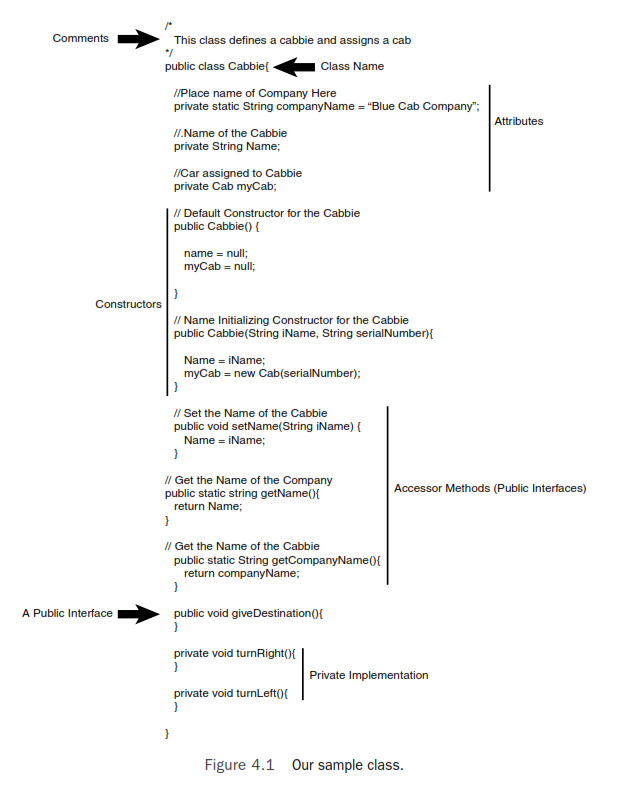 /*
Comments
This class defines a cabbie and assigns a cab
*/
public class Cabbie{
Class Name
//Place name of Company Here
private static String companyName = “Blue Cab Company”;
Attributes
//.Name of the Cabbie
private String Name;
//Car assigned to Cabbie
private Cab myCab;
// Default Constructor for the Cabbie
public Cabbie() {
name = null;
myCab = null;
}
Constructors
// Name Initializing Constructor for the Cabbie
public Cabbie(String iName, String serialNumber){
Name = iName;
myCab = new Cab(serialNumber);
}
// Set the Name of the Cabbie
public void setName(String iName) {
Name = iName;
}
// Get the Name of the Company
public static string getName(){
return Name;
}
Accessor Methods (Public Interfaces)
// Get the Name of the Cabbie
public static String getCompanyName(){
return companyName;
}
A Public Interface
public void giveDestination(){
}
private void turnRight(){
}
Private Implementation
private void turnLeft(){
}
}
Figure 4.1 Our sample class.